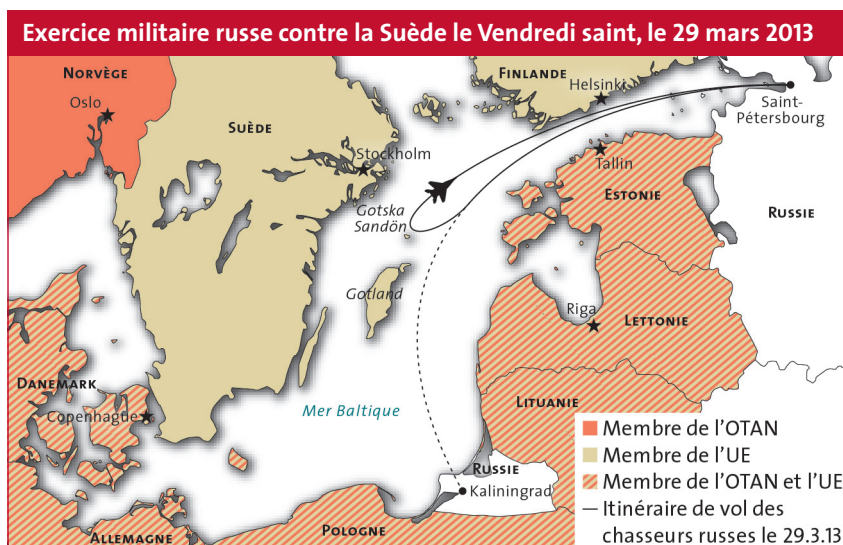 Exercice militaire russe contre la Suède le Vendredi saint, le 29 mars 2013
Norvège
Oslo
Suède
Stockholm
Finlande
Helsinki
Saint-
Pétersbourg
Tallin
Gotska
Sandön
Estonie
Russie
Gotland
Riga
Lettonie
Danemark
Copenhague
Mer Baltique
Lituanie
Russie
Kaliningrad
Allemagne
Pologne
Membre de l'OTAN
Membre de l'UE
Membre de l'OTAN et l'UE
Itinéraire de vol des
chasseurs russes le 29.3.13